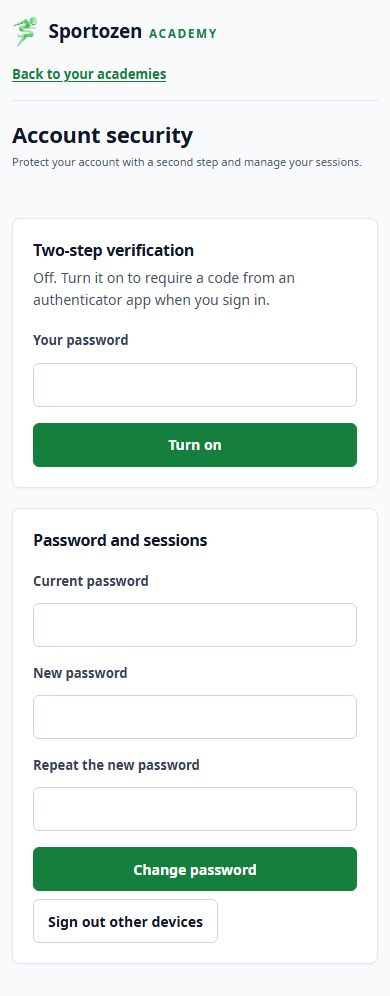 Sportozen ACADEMY
Back to your academies
Account security
Protect your account with a second step and manage your sessions.
Two-step verification
Off. Turn it on to require a code from an
authenticator app when you sign in.
Your password
Turn on
Password and sessions
Current password
New password
Repeat the new password
Change password
Sign out other devices